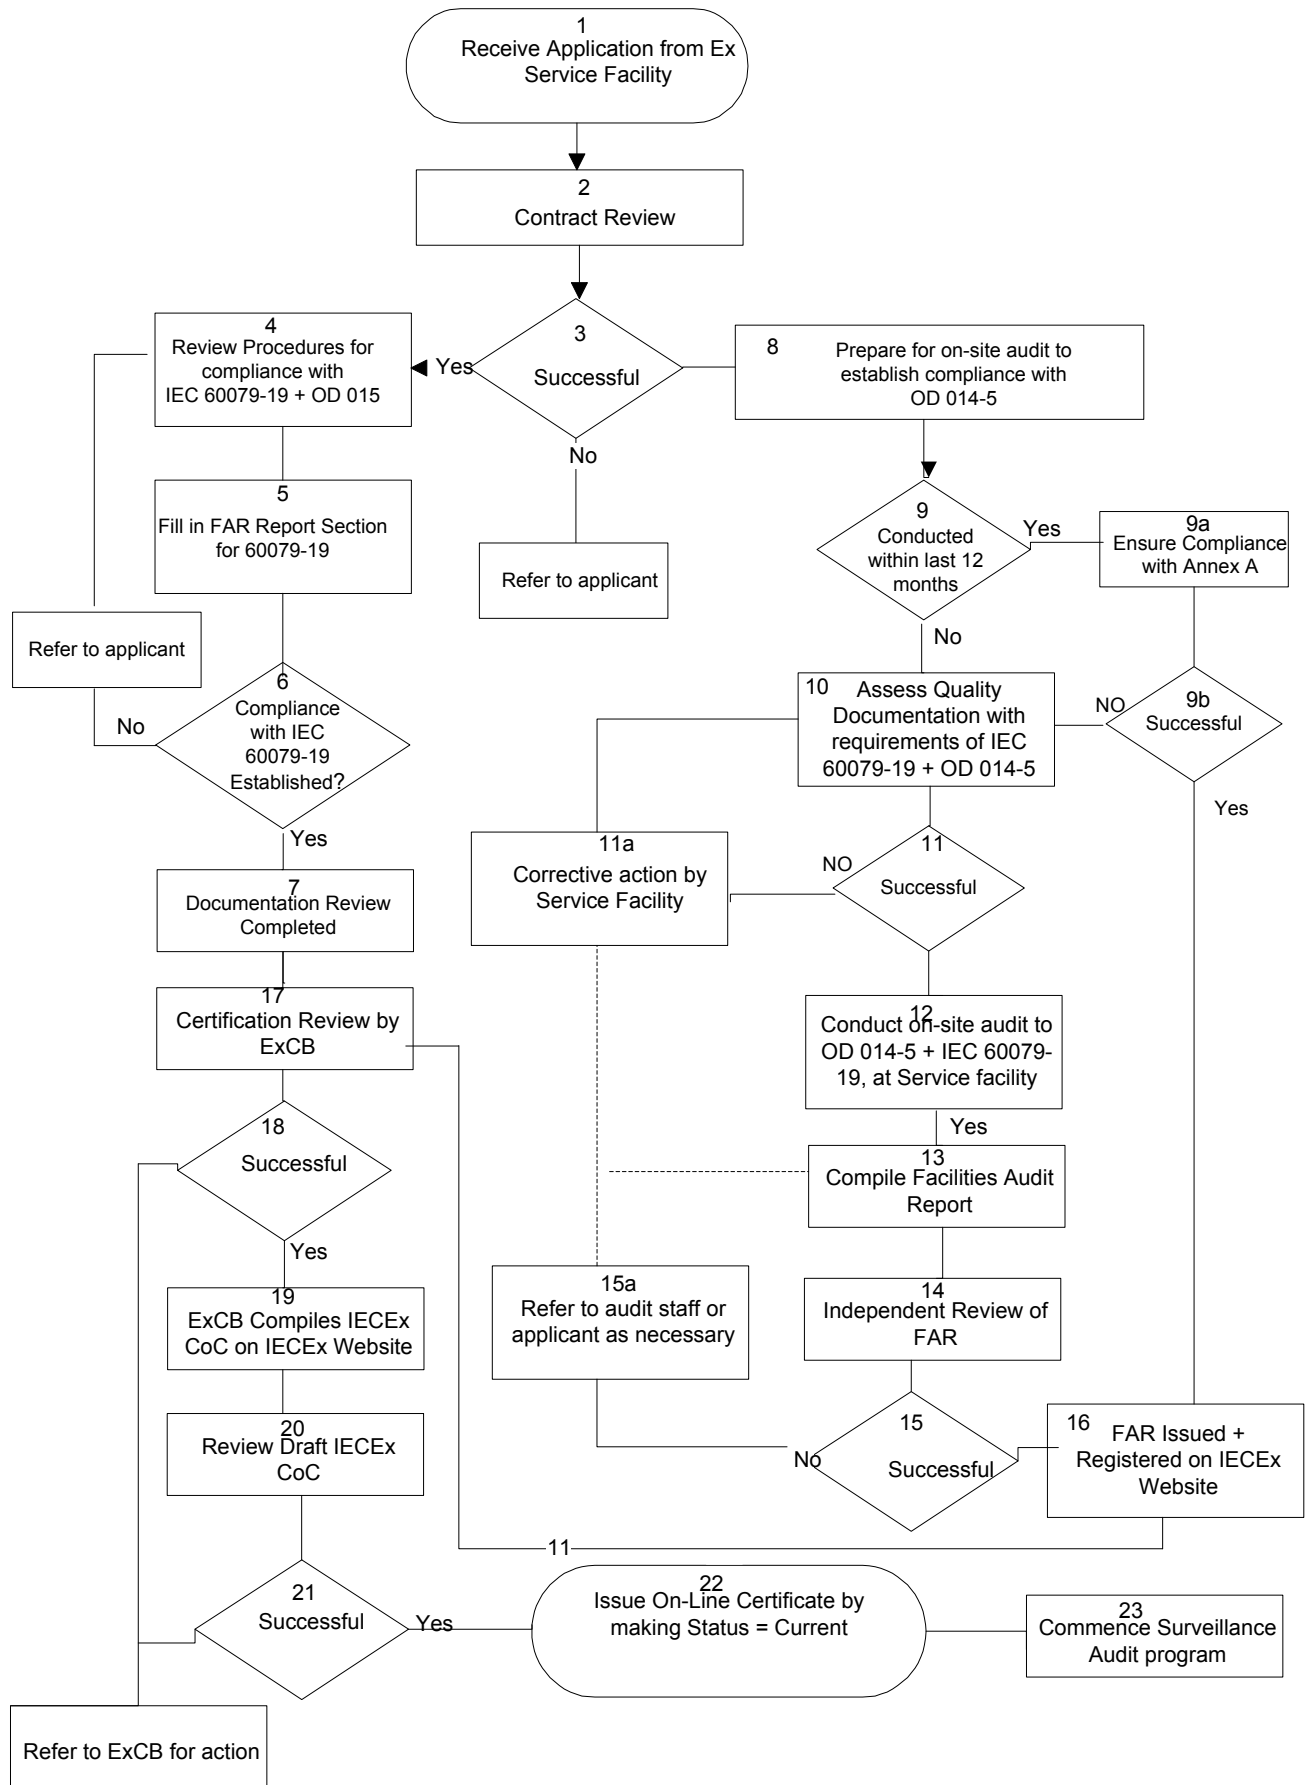 1
Receive Application from Ex
Service Facility
2
Contract Review
3
Successful
Yes
No
Refer to applicant
4
Review Procedures for
compliance with
IEC 60079-19 + OD 015
5
Fill in FAR Report Section
for 60079-19
Refer to applicant
6
Compliance
with IEC
60079-19
Established?
No
Yes
7
Documentation Review
Completed
17
Certification Review by
ExCB
18
Successful
Yes
19
ExCB Compiles IECEx
CoC on IECEx Website
20
Review Draft IECEx
CoC
21
Successful
Yes
Refer to ExCB for action
8
Prepare for on-site audit to
establish compliance with
OD 014-5
9
Conducted
within last 12
months
Yes
No
9a
Ensure Compliance
with Annex A
9b
Successful
NO
Yes
10
Assess Quality
Documentation with
requirements of IEC
60079-19 + OD 014-5
11
Successful
NO
11a
Corrective action by
Service Facility
12
Conduct on-site audit to
OD 014-5 + IEC 60079-
19, at Service facility
Yes
13
Compile Facilities Audit
Report
14
Independent Review of
FAR
15
Successful
No
15a
Refer to audit staff or
applicant as necessary
16
FAR Issued +
Registered on IECEx
Website
11
22
Issue On-Line Certificate by
making Status = Current
23
Commence Surveillance
Audit program